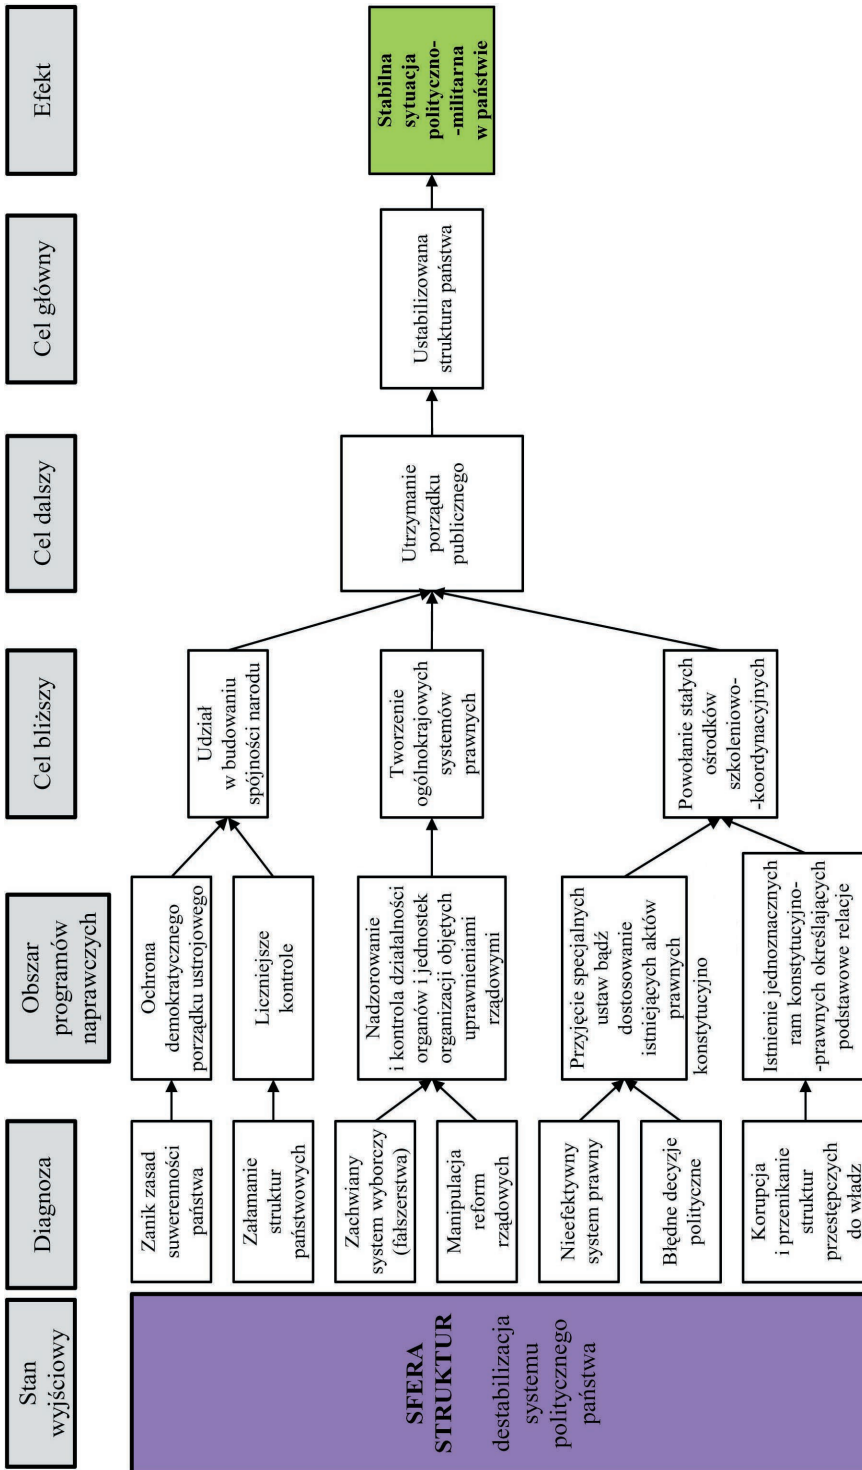 Stan
wyjściowy
Diagnoza
Obszar
programów
naprawczych
Cel bliższy
Cel dalszy
Cel główny
Efekt
SFERA
STRUKTUR
destabilizacja
systemu
politycznego
państwa
Zanik zasad
suwerenności
państwa
Załamanie
struktur
państwowych
Zachwiany
system wyborczy
(fałszerstwa)
Manipulacja
reform
rządowych
Nieefektywny
system prawny
Błędne decyzje
polityczne
Korupcja
i przenikanie
struktur
przestępczych
do władz
Ochrona
demokratycznego
porządku ustrojowego
Liczniejsze
kontrole
Nadzorowanie
i kontrola działalności
organów i jednostek
organizacji objętych
uprawnieniami
rządowymi
Przyjęcie specjalnych
ustaw bądź
dostosowanie
istniejących aktów
prawnych
konstytucyjno
Istnienie jednoznacznych
ram konstytucyjno-
-prawnych określających
podstawowe relacje
Udział
w budowaniu
spójności narodu
Tworzenie
ogólnokrajowych
systemów
prawnych
Powołanie stałych
ośrodków
szkoleniowo-
-koordynacyjnych
Utrzymanie
porządku
publicznego
Ustabilizowana
struktura państwa
Stabilna
sytuacja
polityczno-
-militarna
w państwie